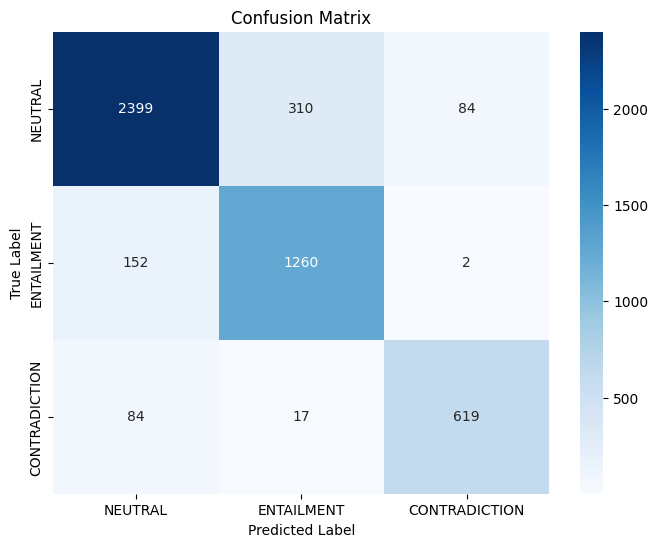 Confusion Matrix
True Label
NEUTRAL
ENTAILMENT
CONTRADICTION
2399 310 84
152 1260 2
84 17 619
NEUTRAL ENTAILMENT CONTRADICTION
Predicted Label
2000
1500
1000
500